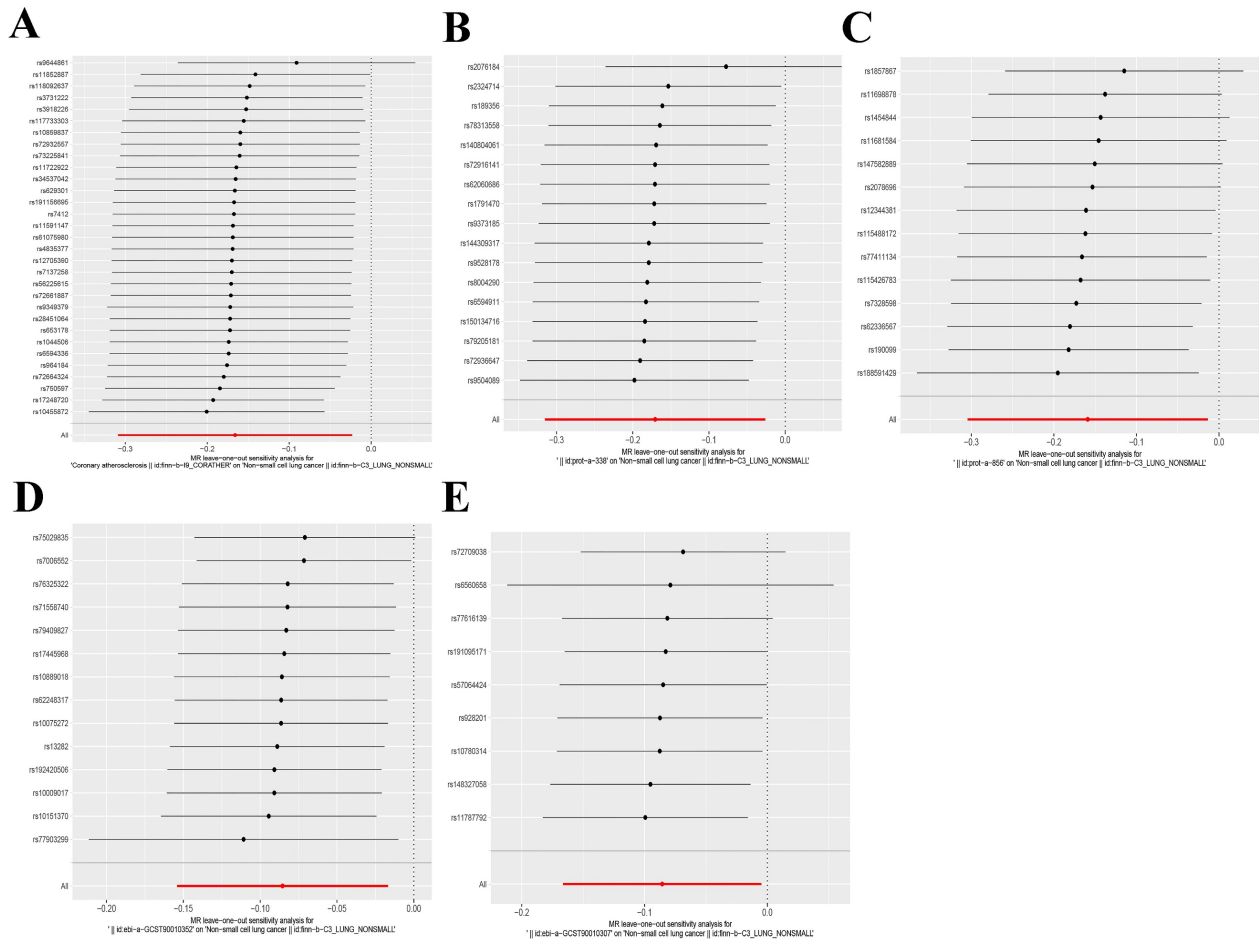 A
rs9644861
rs11852887
rs118092637
rs3731222
rs3918226
rs117733303
rs10859837
rs72932557
rs73225841
rs11722922
rs34537042
rs629301
rs191156695
rs7412
rs11591147
rs61075980
rs4835377
rs12705390
rs7137258
rs56225615
rs72661887
rs9349379
rs28451064
rs653178
rs1044506
rs6594336
rs964184
rs72664324
rs750597
rs17248720
rs10455872
All
−0.3 −0.2 −0.1 0.0
MR leave−one−out sensitivity analysis for
'Coronary atherosclerosis || id:finn−b−I9_CORATHER' on 'Non−small cell lung cancer || id:finn−b−C3_LUNG_NONSMALL'
B
rs2076184
rs2324714
rs189356
rs78313558
rs140804061
rs72916141
rs62060686
rs1791470
rs9373185
rs144309317
rs9528178
rs8004290
rs6594911
rs150134716
rs79205181
rs72936647
rs9504089
All
−0.3 −0.2 −0.1 0.0
MR leave−one−out sensitivity analysis for
' || id:prot−a−338' on 'Non−small cell lung cancer || id:finn−b−C3_LUNG_NONSMALL'
C
rs1857867
rs11698878
rs1454844
rs11681584
rs147582889
rs2078696
rs12344381
rs115488172
rs77411134
rs115426783
rs7328598
rs62336567
rs190099
rs188591429
All
−0.3 −0.2 −0.1 0.0
MR leave−one−out sensitivity analysis for
' || id:prot−a−856' on 'Non−small cell lung cancer || id:finn−b−C3_LUNG_NONSMALL'
D
rs75029835
rs7006552
rs76325322
rs71558740
rs79409827
rs17445968
rs10889018
rs62248317
rs10075272
rs13282
rs192420506
rs10009017
rs10151370
rs77903299
All
−0.20 −0.15 −0.10 −0.05 0.00
MR leave−one−out sensitivity analysis for
' || id:ebi−a−GCST90010352' on 'Non−small cell lung cancer || id:finn−b−C3_LUNG_NONSMALL'
E
rs72709038
rs6560658
rs77616139
rs191095171
rs57064424
rs928201
rs10780314
rs148327058
rs11787792
All
−0.2 −0.1 0.0
MR leave−one−out sensitivity analysis for
' || id:ebi−a−GCST90010307' on 'Non−small cell lung cancer || id:finn−b−C3_LUNG_NONSMALL'